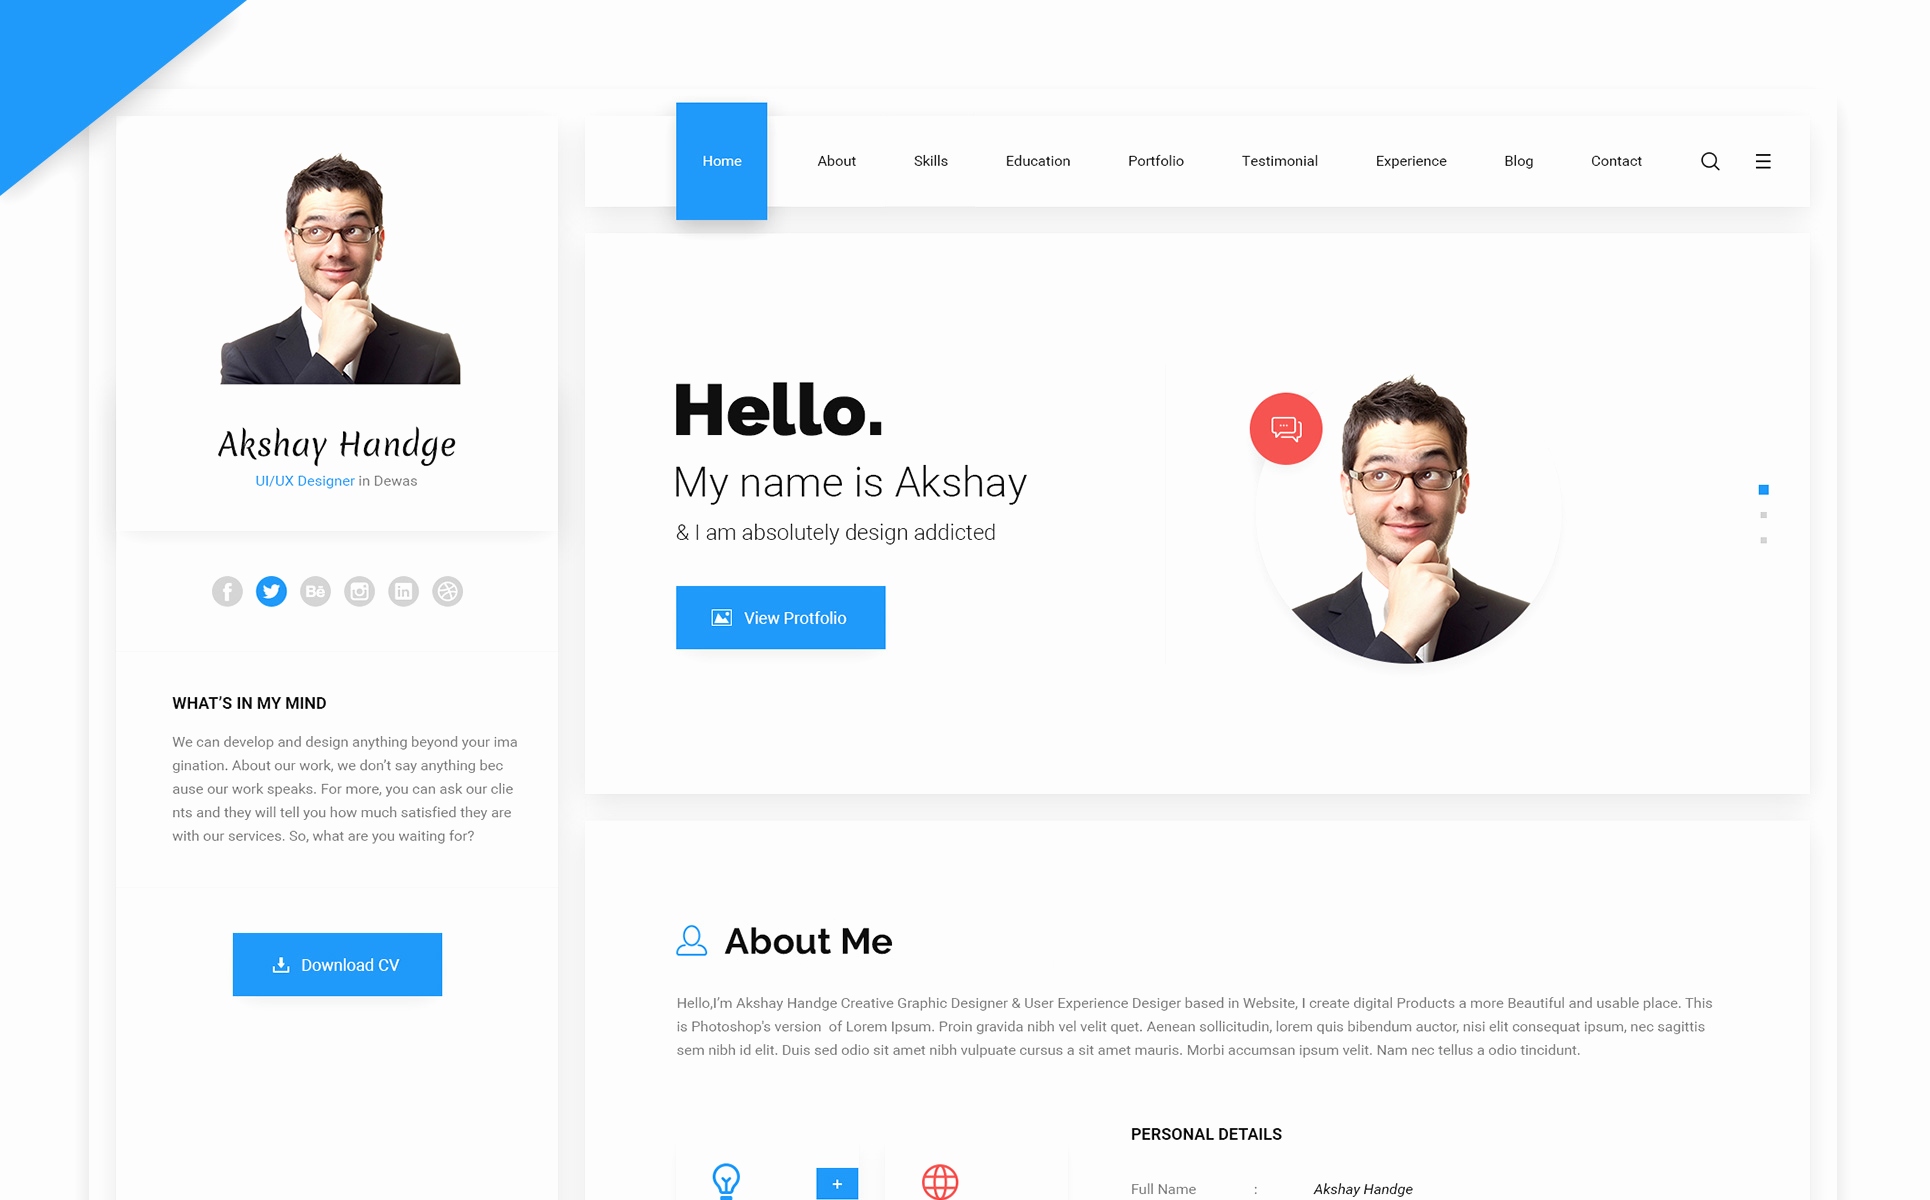 Akshay Handge
UI/UX Designer in Dewas
Bē
WHAT’S IN MY MIND
We can develop and design anything beyond your ima
gination. About our work, we don't say anything bec
ause our work speaks. For more, you can ask our clie
nts and they will tell you how much satisfied they are
with our services. So, what are you waiting for?
Download CV
Home About Skills Education Portfolio Testimonial Experience Blog Contact
Hello.
My name is Akshay
& I am absolutely design addicted
View Protfolio
About Me
Hello,I’m Akshay Handge Creative Graphic Designer & User Experience Desiger based in Website, I create digital Products a more Beautiful and usable place. This
is Photoshop's version of Lorem Ipsum. Proin gravida nibh vel velit quet. Aenean sollicitudin, lorem quis bibendum auctor, nisi elit consequat ipsum, nec sagittis
sem nibh id elit. Duis sed odio sit amet nibh vulpuate cursus a sit amet mauris. Morbi accumsan ipsum velit. Nam nec tellus a odio tincidunt.
+
PERSONAL DETAILS
Full Name : Akshay Handge